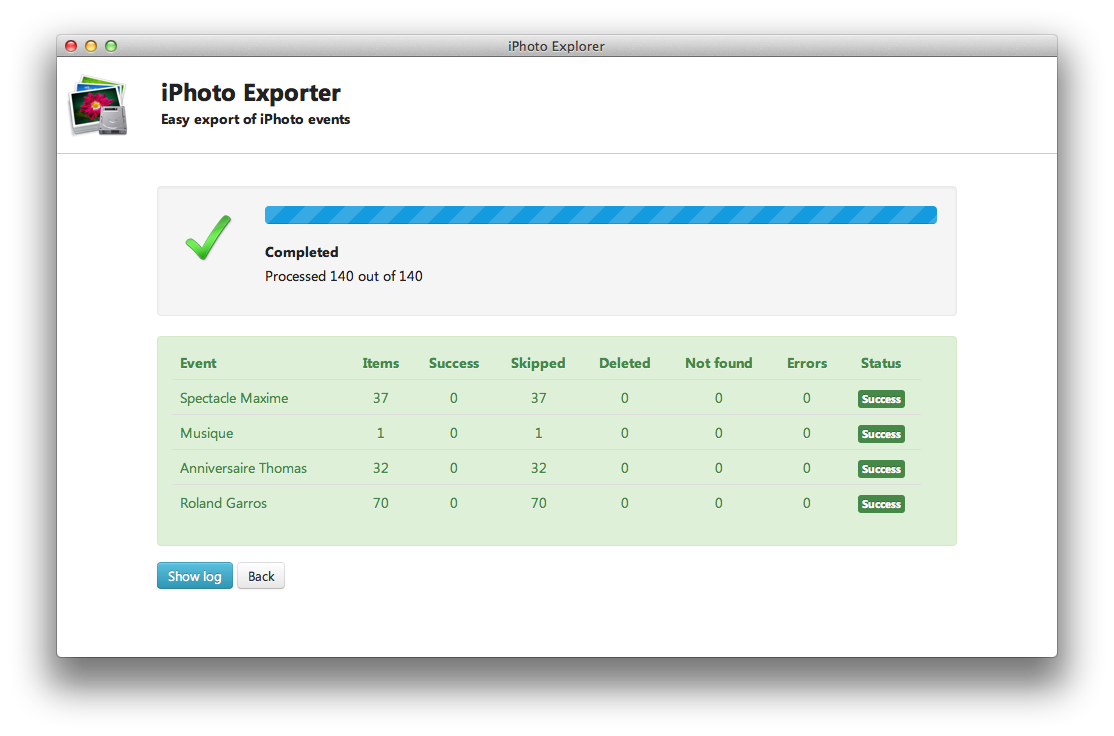 iPhoto Explorer
iPhoto Exporter
Easy export of iPhoto events
Completed
Processed 140 out of 140
Event Items Success Skipped Deleted Not found Errors Status
Spectacle Maxime 37 0 37 0 0 0 Success
Musique 1 0 1 0 0 0 Success
Anniversaire Thomas 32 0 32 0 0 0 Success
Roland Garros 70 0 70 0 0 0 Success
Show log Back